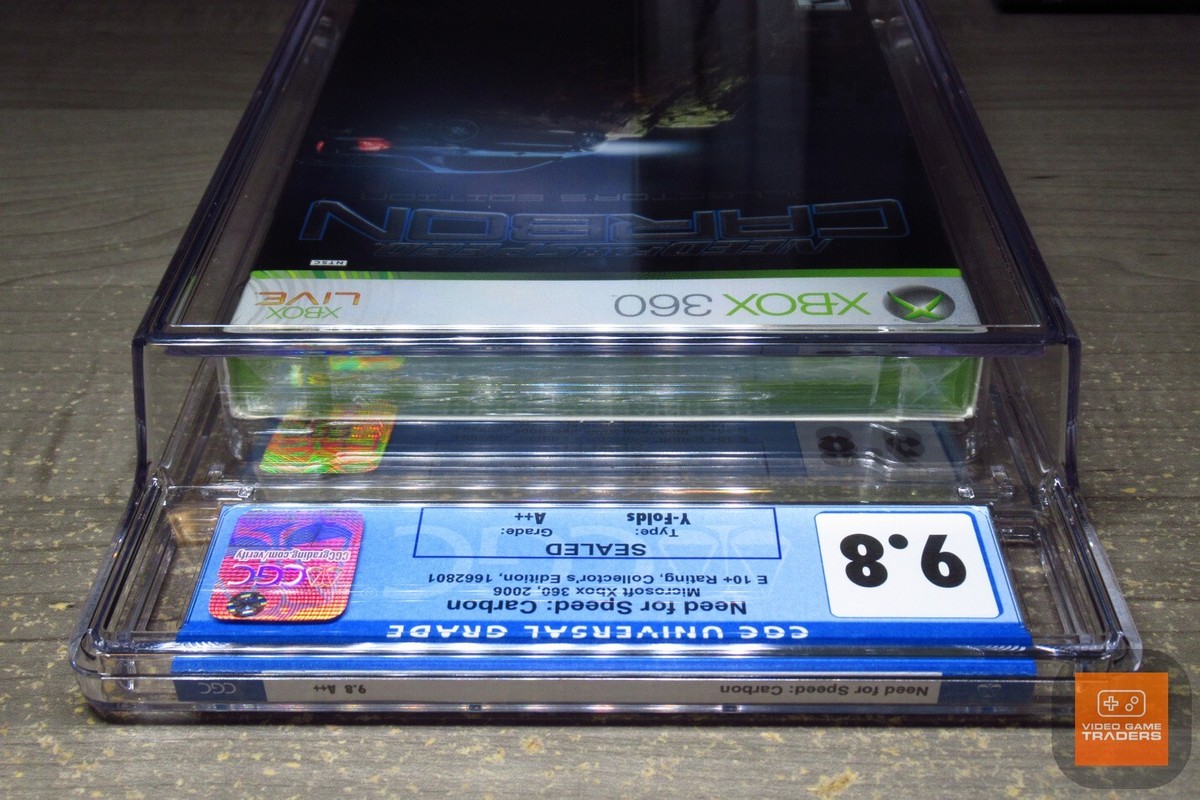 CGC UNIVERSAL GRADE
9.8
Need for Speed: Carbon
Microsoft Xbox 360, 2006
E 10+ Rating, Collector's Edition, 1662801
SEALED
Type:
Grade:
Y-Folds
A++
CGC
CGCgrading.com/verify
Need for Speed: Carbon
9.8 A++
CGC
XBOX 360
XBOX
LIVE
NTSC
NEED FOR SPEED
CARBON
COLLECTOR'S EDITION
VIDEO GAME
TRADERS